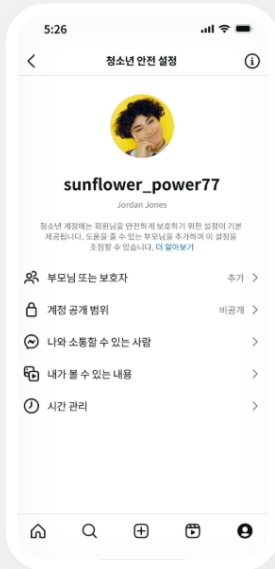 5:26
청소년 안전 설정
sunflower_power77
Jordan Jones
청소년 계정에는 회원님을 안전하게 보호하기 위한 설정이 기본
제공됩니다. 도움을 줄 수 있는 부모님을 추가하여 이 설정을
조정할 수 있습니다. 더 알아보기
부모님 또는 보호자 추가
계정 공개 범위 비공개
나와 소통할 수 있는 사람
내가 볼 수 있는 내용
시간 관리